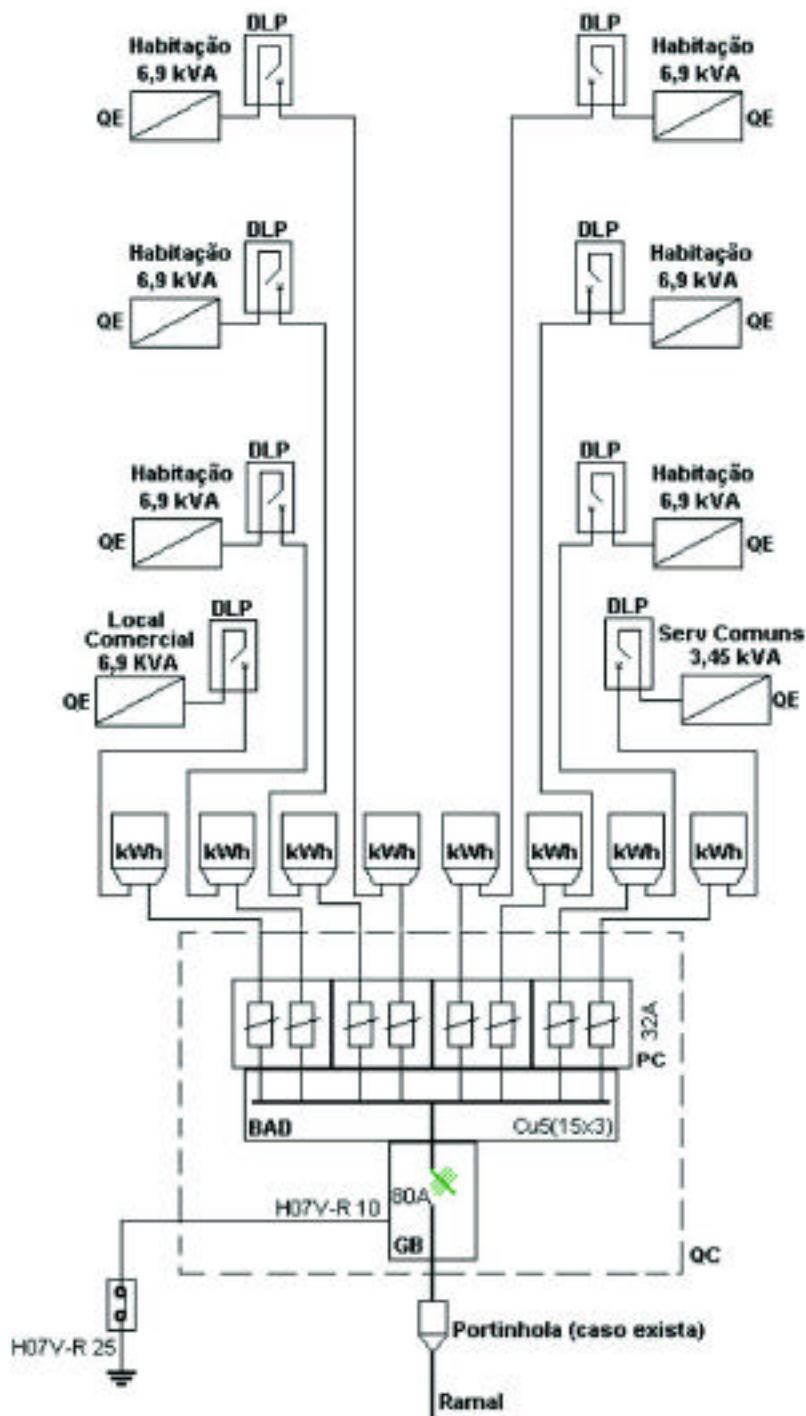 DLP
DLP
Habitação
6,9 kVA
Habitação
6,9 kVA
QE
QE
DLP
DLP
Habitação
6,9 kVA
Habitação
6,9 kVA
QE
QE
DLP
DLP
Habitação
6,9 kVA
Habitação
6,9 kVA
QE
QE
DLP
DLP
Local
Comercial
6,9 KVA
Serv Comuns
3,45 kVA
QE
QE
kWh
kWh
kWh
kWh
kWh
kWh
kWh
kWh
32A
PC
BAD
Cu5(15x3)
80A
H07V-R 10
GB
QC
H07V-R 25
Portinhola (caso exista)
Ramal